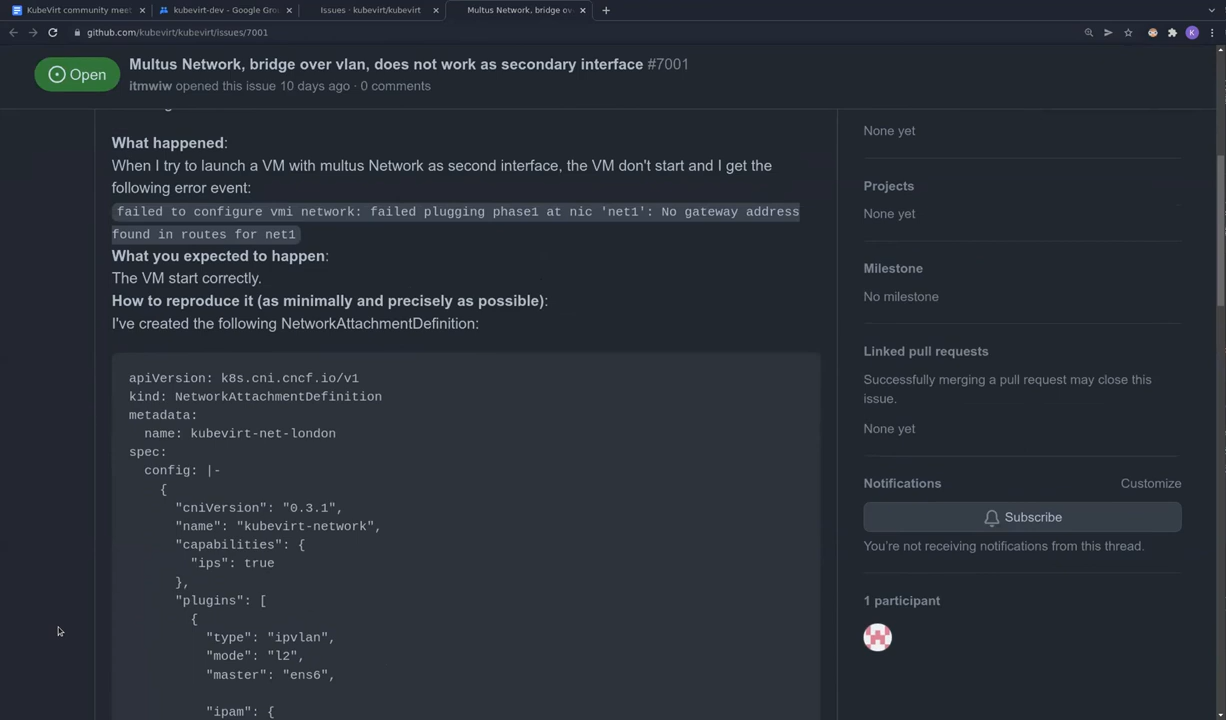 KubeVirt community meet
kubevirt-dev - Google Gro
Issues · kubevirt/kubevirt
Multus Network, bridge ov
github.com/kubevirt/kubevirt/issues/7001
K
Open
Multus Network, bridge over vlan, does not work as secondary interface #7001
itmwiw opened this issue 10 days ago · 0 comments
What happened:
When I try to launch a VM with multus Network as second interface, the VM don't start and I get the
following error event:
failed to configure vmi network: failed plugging phase1 at nic 'net1': No gateway address
found in routes for net1
What you expected to happen:
The VM start correctly.
How to reproduce it (as minimally and precisely as possible):
I've created the following NetworkAttachmentDefinition:
apiVersion: k8s.cni.cncf.io/v1
kind: NetworkAttachmentDefinition
metadata:
name: kubevirt-net-london
spec:
config: |-
{
"cniVersion": "0.3.1",
"name": "kubevirt-network",
"capabilities": {
"ips": true
},
"plugins": [
{
"type": "ipvlan",
"mode": "l2",
"master": "ens6",
"ipam": {
None yet
Projects
None yet
Milestone
No milestone
Linked pull requests
Successfully merging a pull request may close this
issue.
None yet
Notifications
Customize
Subscribe
You're not receiving notifications from this thread.
1 participant